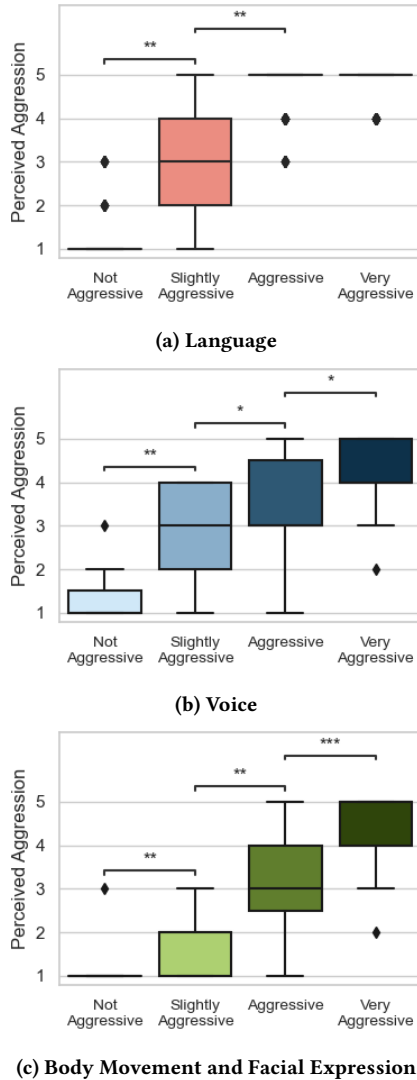 **
**
Perceived Aggression
5
4
3
2
1
Not Aggressive
Slightly Aggressive
Aggressive
Very Aggressive
(a) Language
**
*
*
Perceived Aggression
5
4
3
2
1
Not Aggressive
Slightly Aggressive
Aggressive
Very Aggressive
(b) Voice
**
**
***
Perceived Aggression
5
4
3
2
1
Not Aggressive
Slightly Aggressive
Aggressive
Very Aggressive
(c) Body Movement and Facial Expression